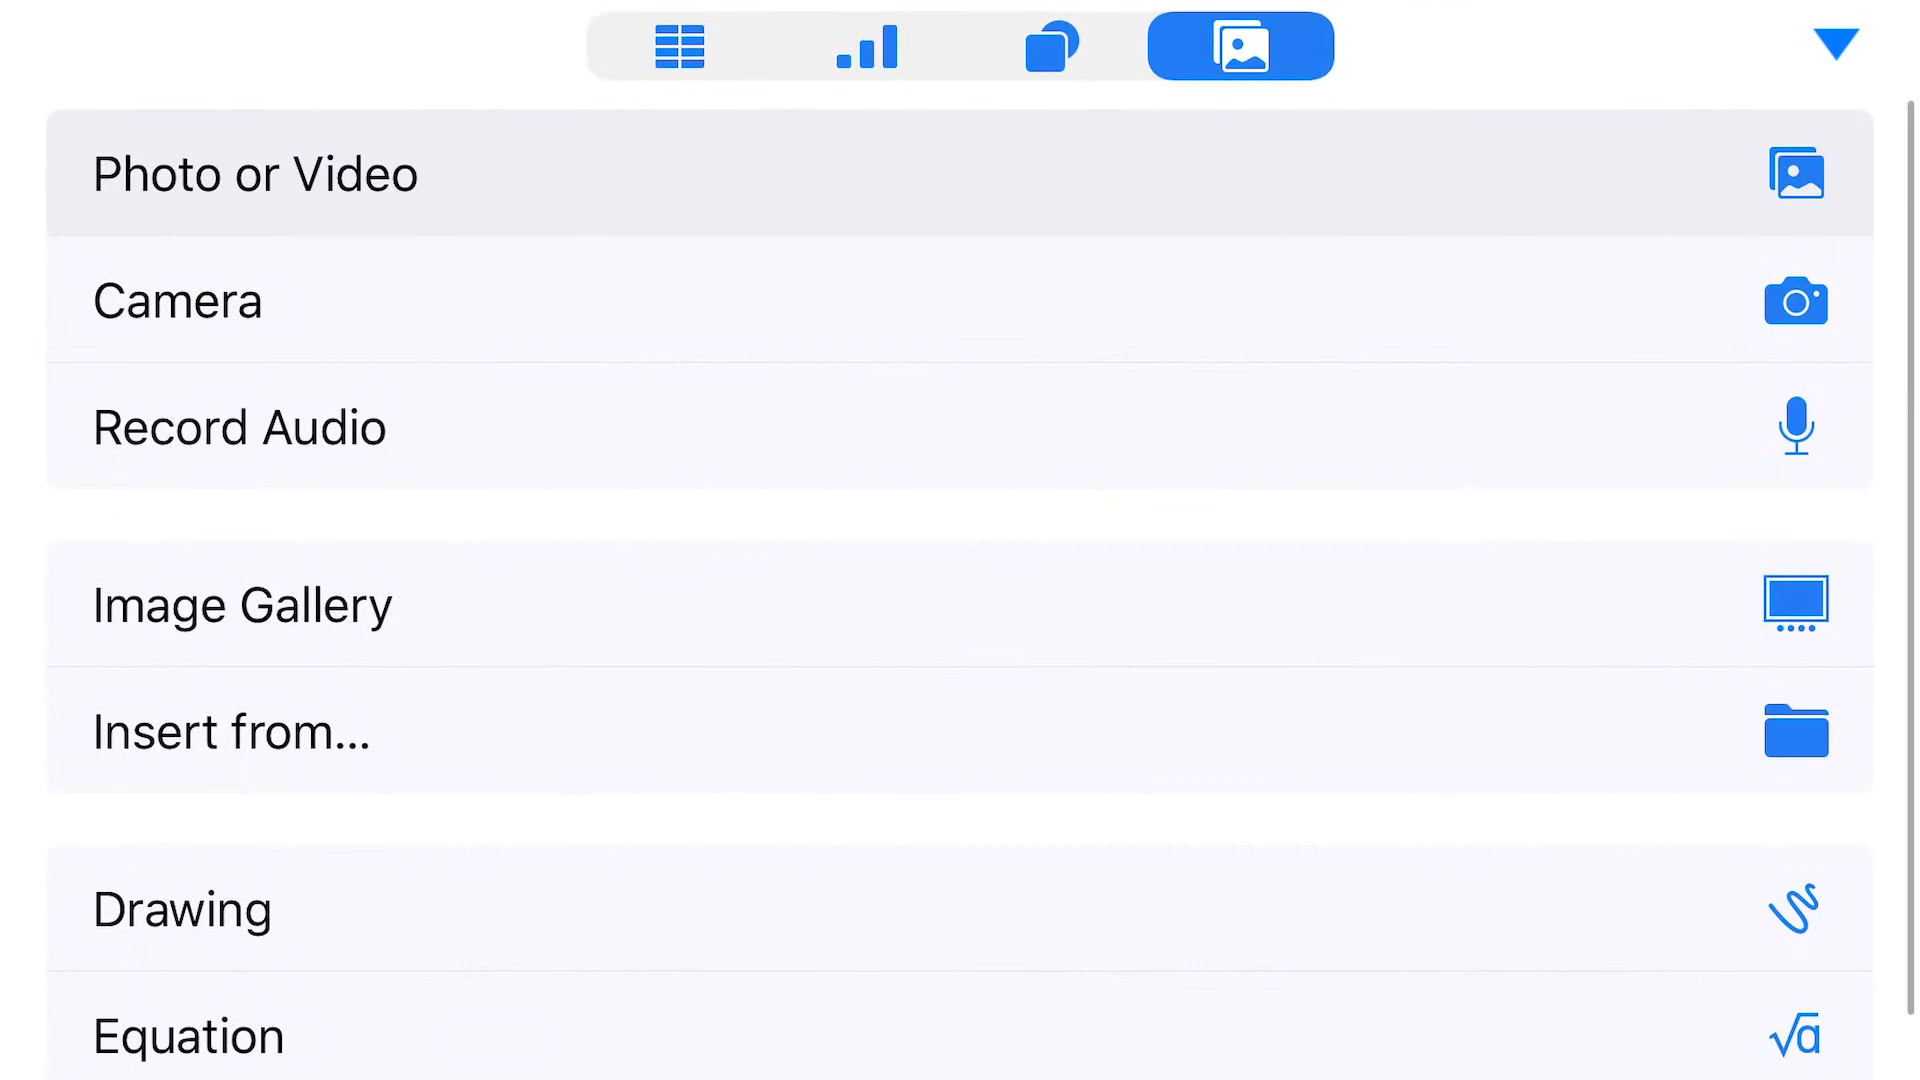 Photo or Video
Camera
Record Audio
Image Gallery
Insert from...
Drawing
Equation
√a